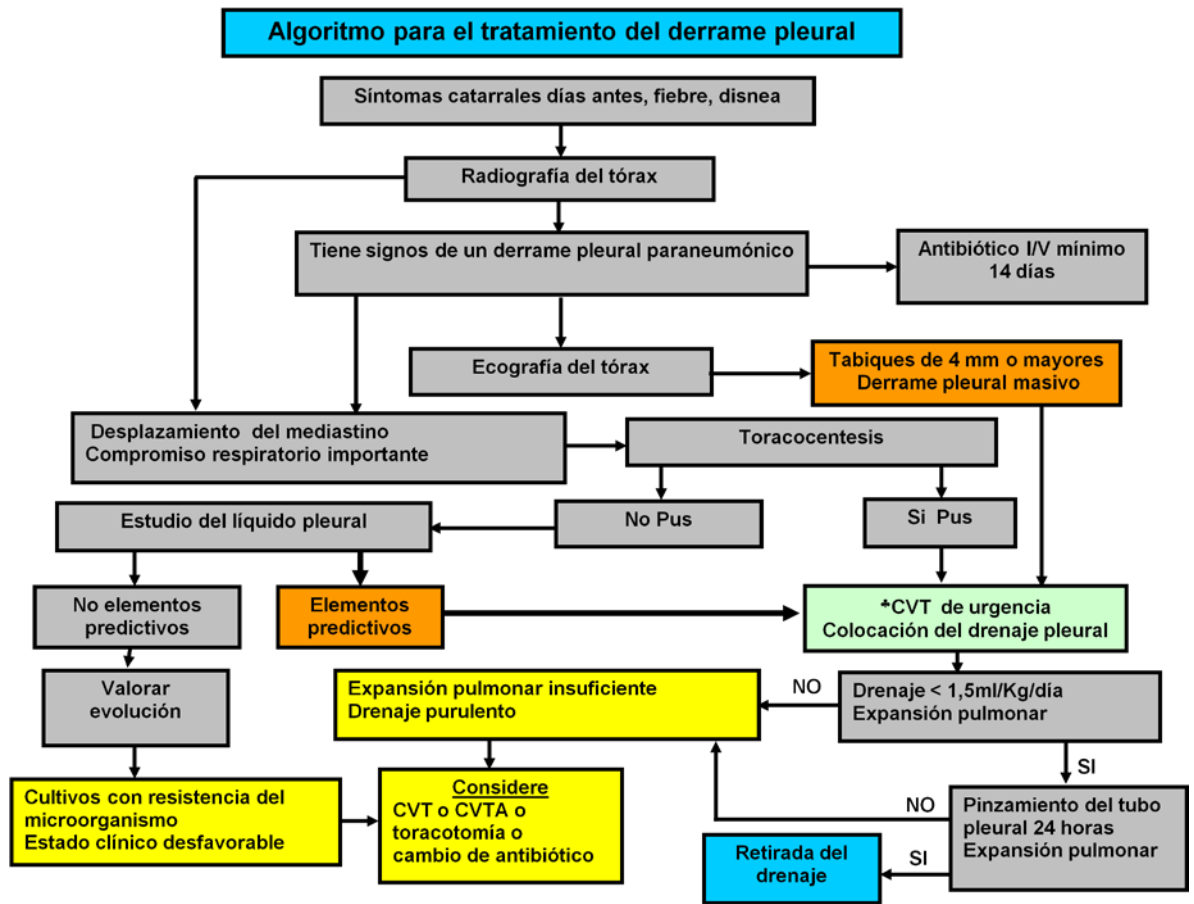 Algoritmo para el tratamiento del derrame pleural
Síntomas catarrales días antes, fiebre, disnea
Radiografía del tórax
Tiene signos de un derrame pleural paraneumónico
Antibiótico I/V mínimo
14 días
Ecografía del tórax
Tabiques de 4 mm o mayores
Derrame pleural masivo
Desplazamiento del mediastino
Compromiso respiratorio importante
Toracocentesis
Estudio del líquido pleural
No Pus
Si Pus
No elementos
predictivos
Elementos
predictivos
*CVT de urgencia
Colocación del drenaje pleural
Valorar
evolución
Expansión pulmonar insuficiente
Drenaje purulento
NO
Drenaje < 1,5ml/Kg/día
Expansión pulmonar
SI
Cultivos con resistencia del
microorganismo
Estado clínico desfavorable
Considere
CVT o CVTA o
toracotomía o
cambio de antibiótico
NO
Pinzamiento del tubo
pleural 24 horas
Expansión pulmonar
SI
Retirada del
drenaje